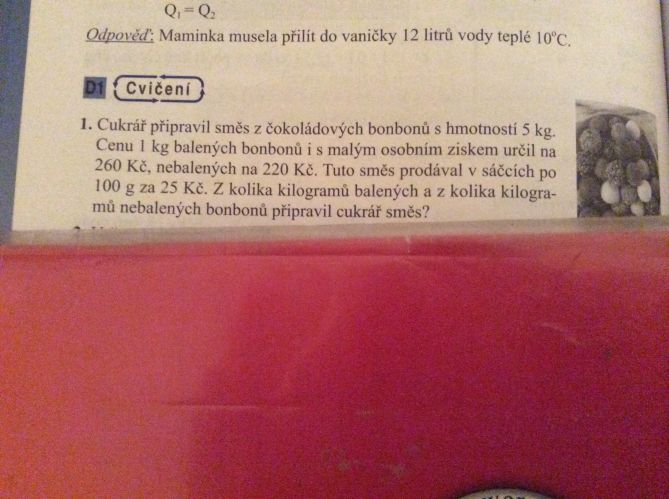 Q₁ = Q₂
Odpověď: Maminka musela přilít do vaničky 12 litrů vody teplé 10°C.
D1 Cvičení
1. Cukrář připravil směs z čokoládových bonbonů s hmotností 5 kg.
Cenu 1 kg balených bonbonů i s malým osobním ziskem určil na
260 Kč, nebalených na 220 Kč. Tuto směs prodával v sáčcích po
100 g za 25 Kč. Z kolika kilogramů balených a z kolika kilogra-
mů nebalených bonbonů připravil cukrář směs?